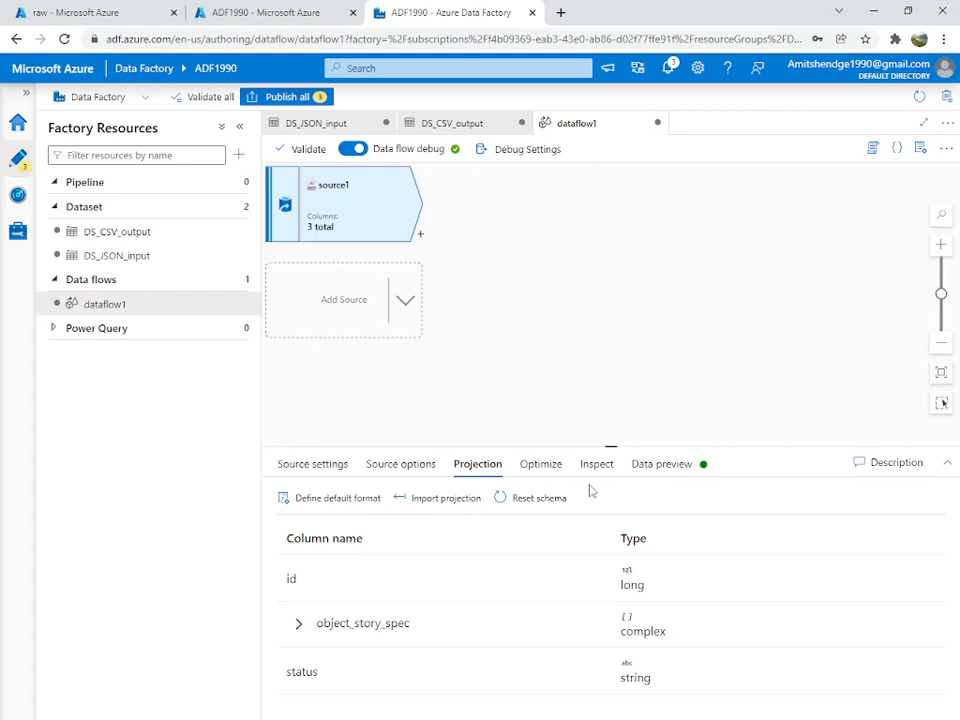 raw - Microsoft Azure
ADF1990 - Microsoft Azure
ADF1990 - Azure Data Factory
adf.azure.com/en-us/authoring/dataflow/dataflow1?factory=%2Fsubscriptions%2F4b09369-eab3-43e0-ab86-d02f77ffe91f%2FresourceGroups%2FD...
Microsoft Azure
Data Factory
ADF1990
Search
3
Amitshendge1990@gmail.com
DEFAULT DIRECTORY
Data Factory
Validate all
Publish all
3
Factory Resources
Filter resources by name
Pipeline
0
Dataset
2
DS_CSV_output
DS_JSON_input
Data flows
1
dataflow1
Power Query
0
DS_JSON_input
DS_CSV_output
dataflow1
Validate
Data flow debug
Debug Settings
source1
Columns:
3 total
Add Source
Source settings
Source options
Projection
Optimize
Inspect
Data preview
Description
Define default format
Import projection
Reset schema
Column name
Type
id
123
long
object_story_spec
[ ]
complex
status
abc
string